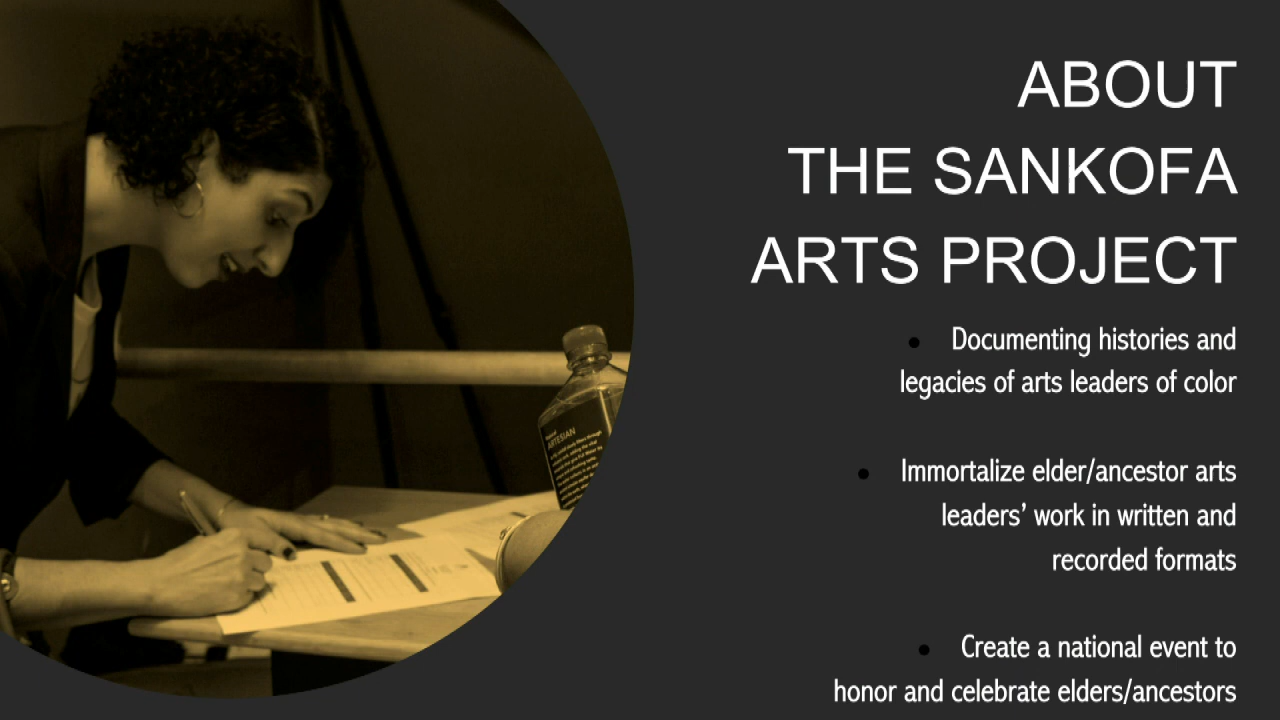 ABOUT
THE SANKOFA
ARTS PROJECT
• Documenting histories and
legacies of arts leaders of color
• Immortalize elder/ancestor arts
leaders’ work in written and
recorded formats
• Create a national event to
honor and celebrate elders/ancestors
ARTESIAN